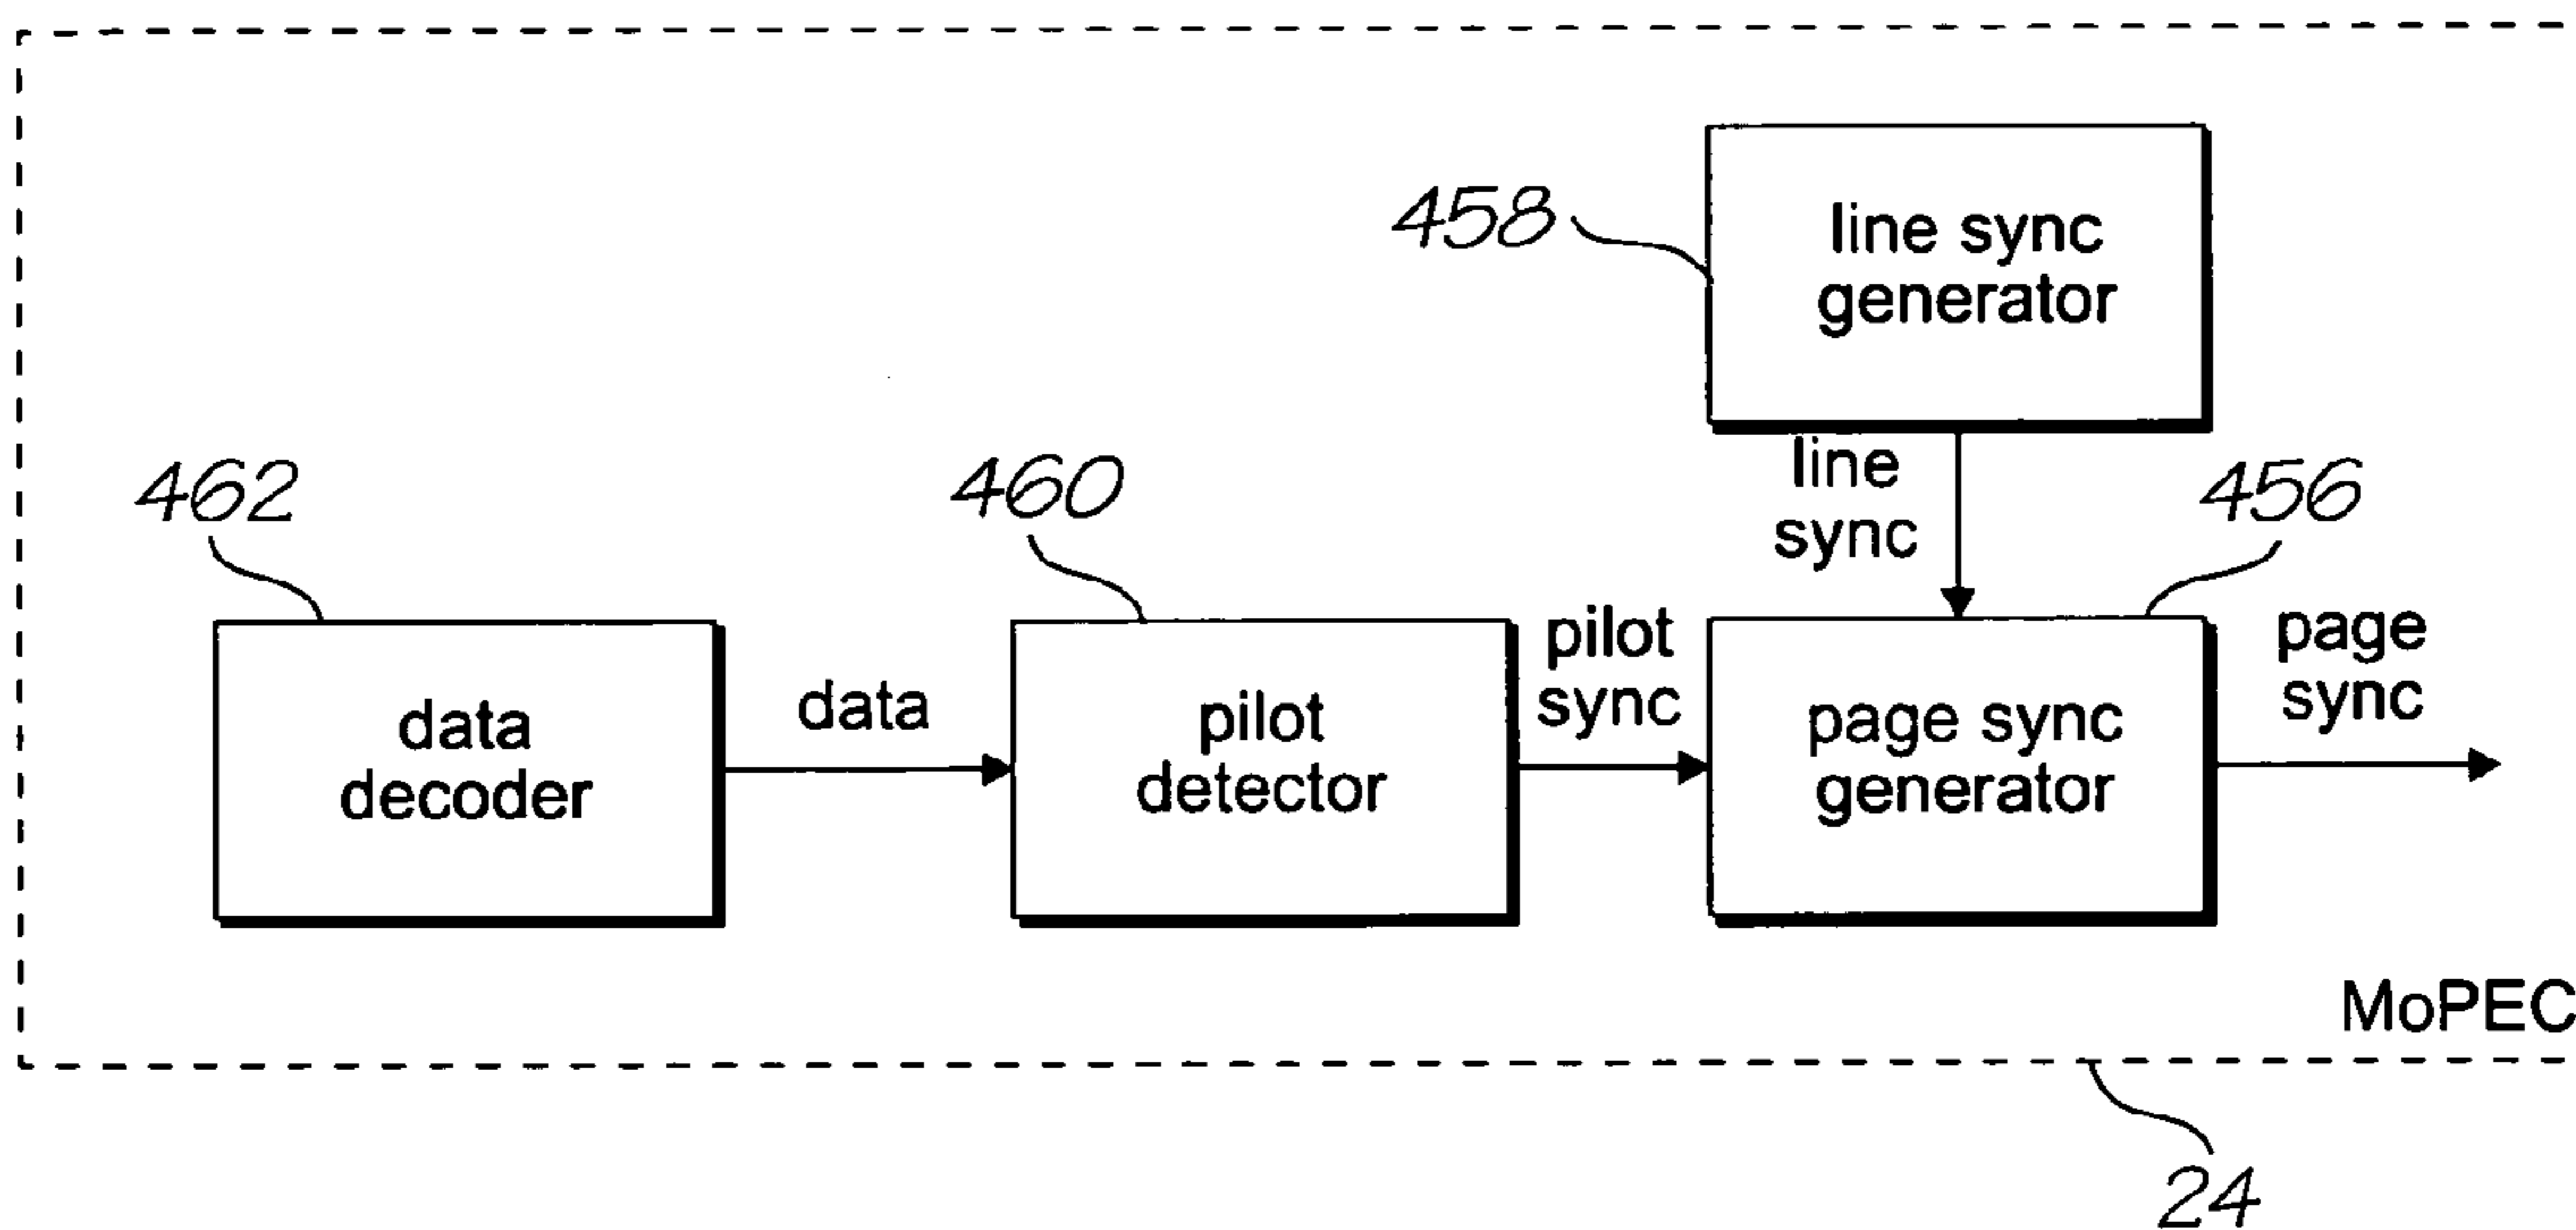 458
line sync
generator
line
sync
462
460
456
data
decoder
data
pilot
detector
pilot
sync
page sync
generator
page
sync
MoPEC
24